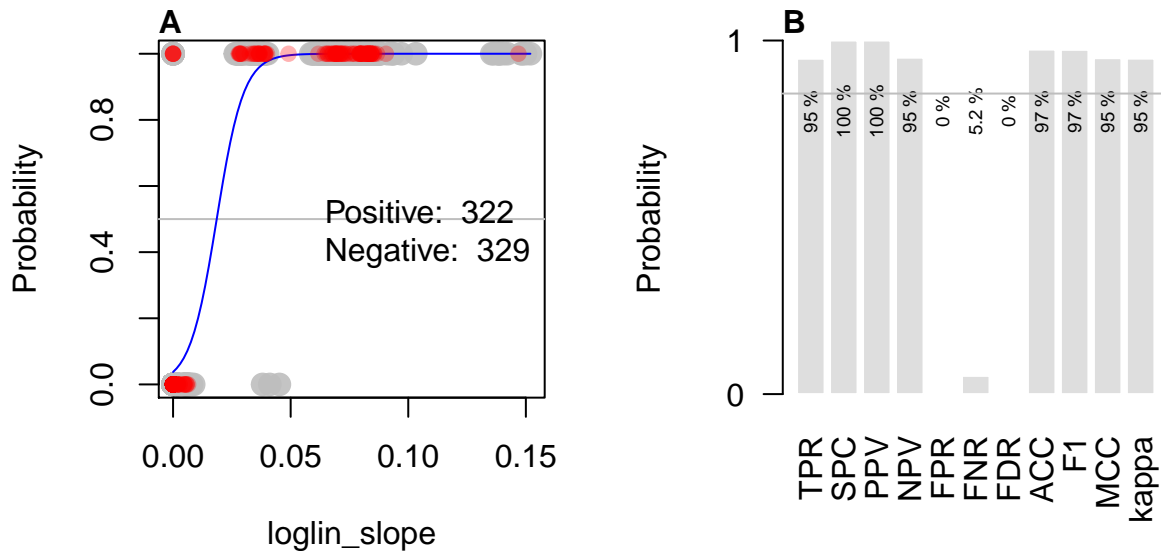 A
Probability
0.0
0.4
0.8
Positive: 322
Negative: 329
0.00 0.05 0.10 0.15
loglin_slope
B
Probability
0
1
95 % 100 % 100 % 95 % 0 % 5.2 % 0 % 97 % 97 % 95 % 95 %
TPR SPC PPV NPV FPR FNR FDR ACC F1 MCC kappa